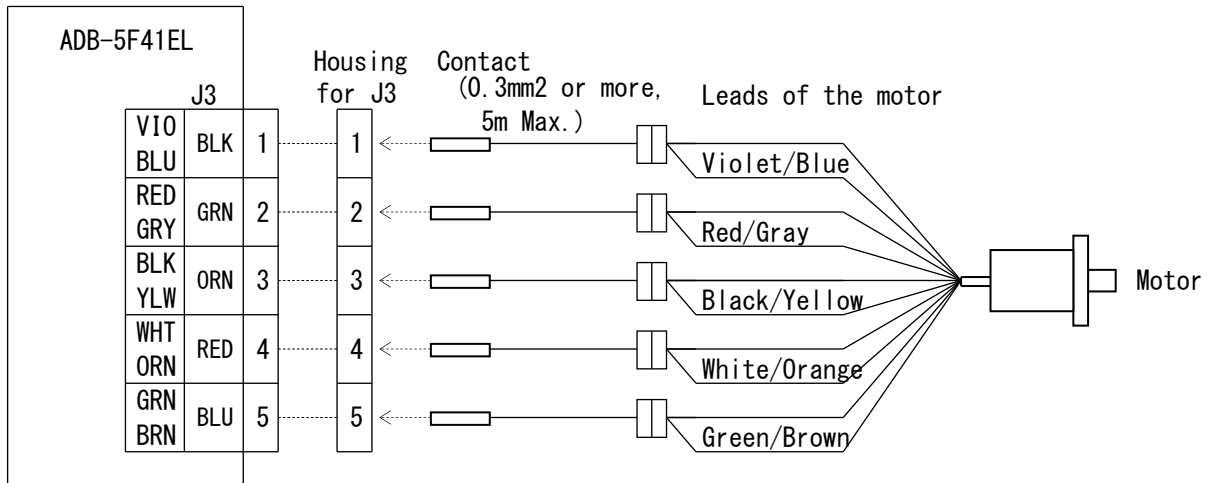 ADB-5F41EL
Housing
for J3
Contact
(0.3mm2 or more,
5m Max.)
Leads of the motor
J3
VIO
BLU
BLK
1
1
Violet/Blue
RED
GRY
GRN
2
2
Red/Gray
BLK
YLW
ORN
3
3
Black/Yellow
Motor
WHT
ORN
RED
4
4
White/Orange
GRN
BRN
BLU
5
5
Green/Brown